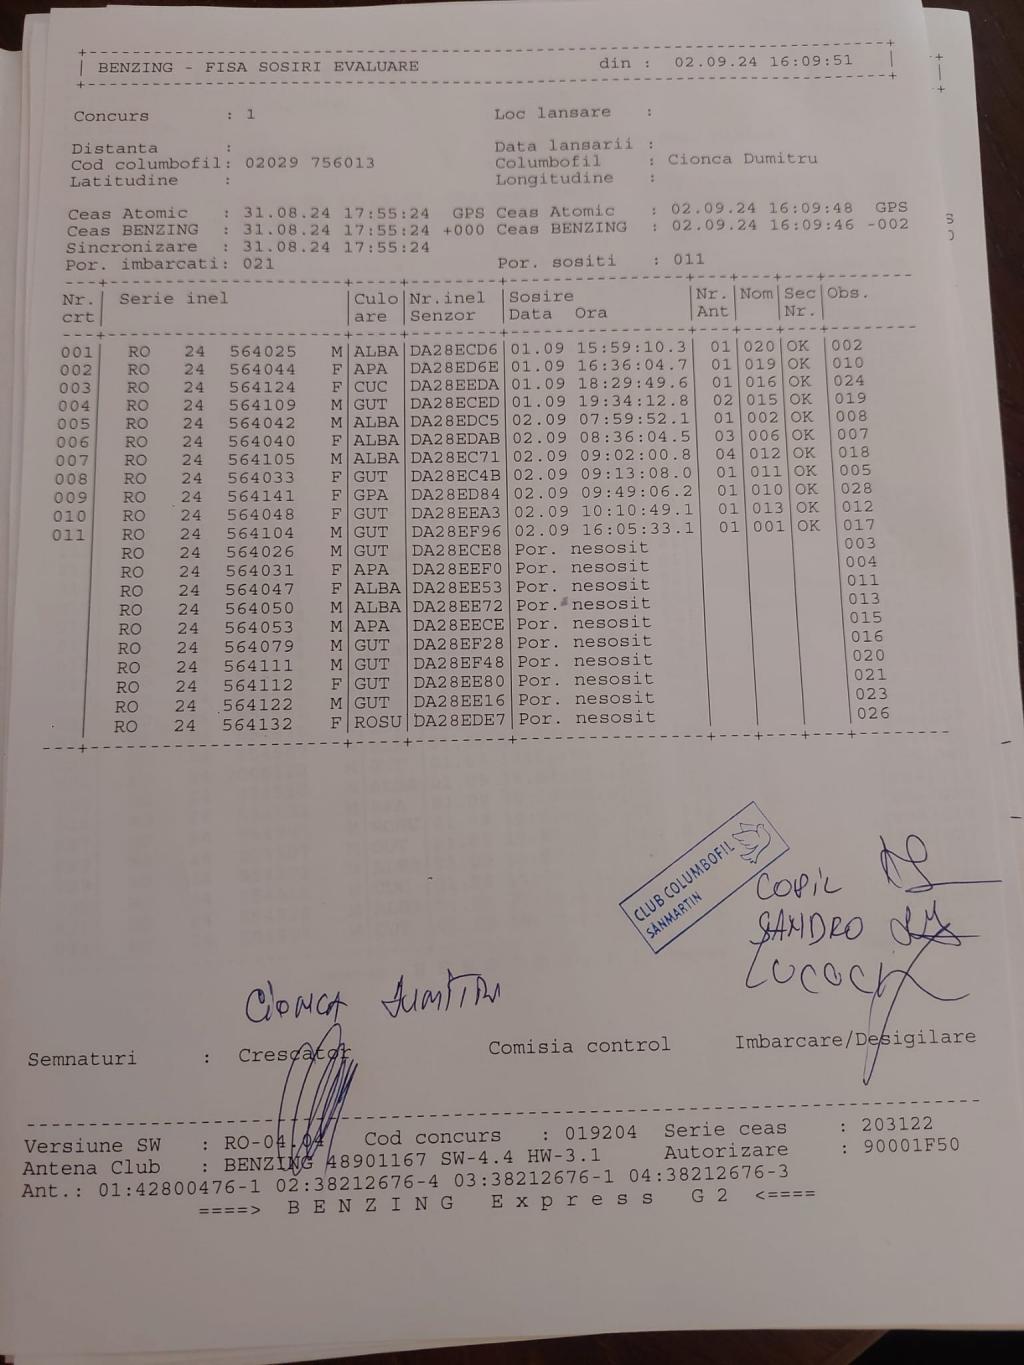 BENZING - FISA SOSIRI EVALUARE din : 02.09.24 16:09:51
Concurs : 1 Loc lansare :
Distanta : Data lansarii :
Cod columbofil: 02029 756013 Columbofil : Cionca Dumitru
Latitudine : Longitudine :
Ceas Atomic : 31.08.24 17:55:24 GPS Ceas Atomic : 02.09.24 16:09:48 GPS
Ceas BENZING : 31.08.24 17:55:24 +000 Ceas BENZING : 02.09.24 16:09:46 -002
Sincronizare : 31.08.24 17:55:24
Por. imbarcati: 021 Por. sositi : 011
Nr. Serie inel Culo Nr.inel Sosire Nr. Nom Sec Obs.
crt are Senzor Data Ora Ant Nr.
001 RO 24 564025 M ALBA DA28ECD6 01.09 15:59:10.3 01 020 OK 002
002 RO 24 564044 F APA DA28ED6E 01.09 16:36:04.7 01 019 OK 010
003 RO 24 564124 F CUC DA28EEDA 01.09 18:29:49.6 01 016 OK 024
004 RO 24 564109 M GUT DA28ECED 01.09 19:34:12.8 02 015 OK 019
005 RO 24 564042 M ALBA DA28EDC5 02.09 07:59:52.1 01 002 OK 008
006 RO 24 564040 F ALBA DA28EDAB 02.09 08:36:04.5 03 006 OK 007
007 RO 24 564105 M ALBA DA28EC71 02.09 09:02:00.8 04 012 OK 018
008 RO 24 564033 F GUT DA28EC4B 02.09 09:13:08.0 01 011 OK 005
009 RO 24 564141 F GPA DA28ED84 02.09 09:49:06.2 01 010 OK 028
010 RO 24 564048 F GUT DA28EEA3 02.09 10:10:49.1 01 013 OK 012
011 RO 24 564104 M GUT DA28EF96 02.09 16:05:33.1 01 001 OK 017
RO 24 564026 M GUT DA28ECE8 Por. nesosit 003
RO 24 564031 F APA DA28EEF0 Por. nesosit 004
RO 24 564047 F ALBA DA28EE53 Por. nesosit 011
RO 24 564050 M ALBA DA28EE72 Por. nesosit 013
RO 24 564053 M APA DA28EECE Por. nesosit 015
RO 24 564079 M GUT DA28EF28 Por. nesosit 016
RO 24 564111 M GUT DA28EF48 Por. nesosit 020
RO 24 564112 F GUT DA28EE80 Por. nesosit 021
RO 24 564122 M GUT DA28EE16 Por. nesosit 023
RO 24 564132 F ROSU DA28EDE7 Por. nesosit 026
CLUB COLUMBOFIL
SÂNMARTIN
COPIL
SANDRO
Cionca
Semnaturi : Crescator Comisia control Imbarcare/Desigilare
Versiune SW : RO-04.04 Cod concurs : 019204 Serie ceas : 203122
Antena Club : BENZING 48901167 SW-4.4 HW-3.1 Autorizare : 90001F50
Ant.: 01:42800476-1 02:38212676-4 03:38212676-1 04:38212676-3
====> B E N Z I N G E x p r e s s G 2 <====